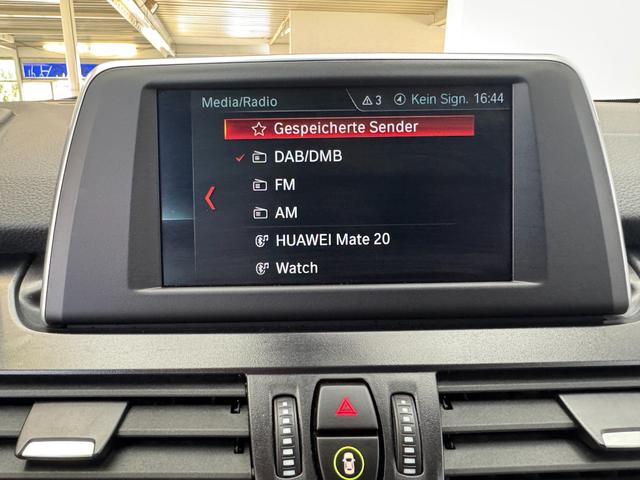 Media/Radio 3 Kein Sign. 16:44
Gespeicherte Sender
DAB/DMB
FM
AM
HUAWEI Mate 20
Watch